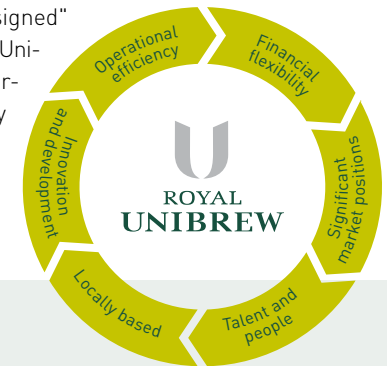 signed"
Uni-
r-
y
Operational
efficiency
Financial
flexibility
Significant
market positions
Talent and
people
Locally based
Innovation
and development
ROYAL
UNIBREW